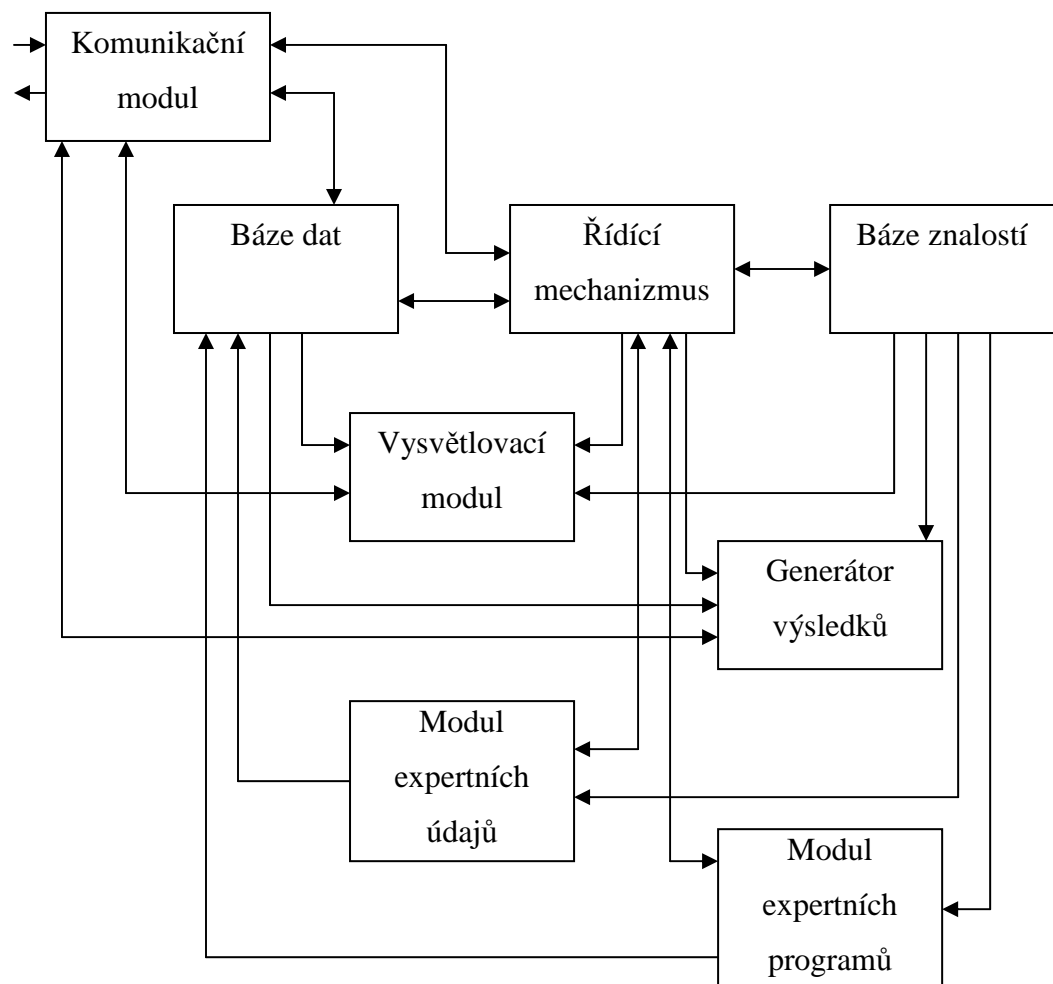 Komunikační
modul
Báze dat
Řídící
mechanizmus
Báze znalostí
Vysvětlovací
modul
Generátor
výsledků
Modul
expertních
údajů
Modul
expertních
programů